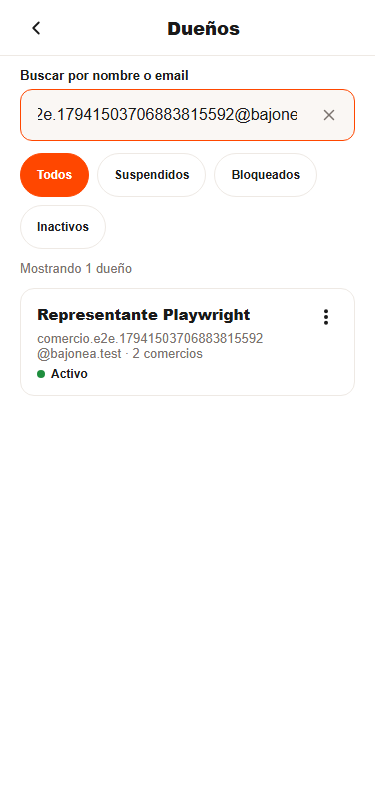 Dueños
Buscar por nombre o email
2e.17941503706883815592@bajone
Todos
Suspendidos
Bloqueados
Inactivos
Mostrando 1 dueño
Representante Playwright
comercio.e2e.17941503706883815592
@bajonea.test · 2 comercios
Activo